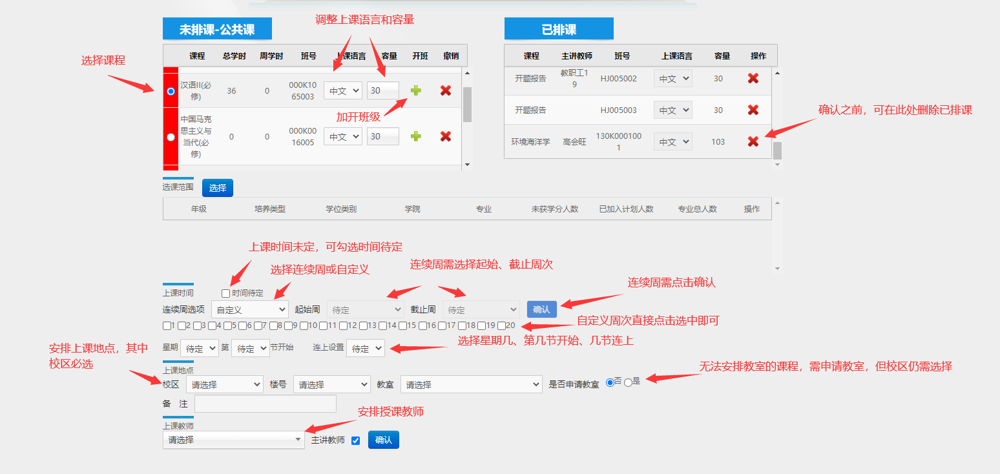 调整上课语言和容量
未排课-公共课
已排课
选择课程
课程 总学时 周学时 班号 上课语言 容量 开班 撤销
课程 主讲教师 班号 上课语言 容量 操作
汉语II(必
修)
36 0
000K10
65003
中文 30
加开班级
中国马克
思主义与
当代(必
修)
0 0
000K00
16005
中文 30
开题报告
教职工1
9
HJ005002 中文 30
开题报告 HJ005003 中文 30
确认之前，可在此处删除已排课
环境海洋学 高会旺
130K000100
1
中文 103
选课范围 选择
年级 培养类型 学位类别 学院 专业 未获学分人数 已加入计划人数 专业总人数 操作
上课时间未定，可勾选时间待定
选择连续周或自定义
连续周需选择起始、截止周次
连续周需点击确认
上课时间 时间待定
连续周选项 自定义 起始周 待定 截止周 待定 确认
1 2 3 4 5 6 7 8 9 10 11 12 13 14 15 16 17 18 19 20
自定义周次直接点击选中即可
选择星期几、第几节开始、几节连上
星期 待定 第 待定 节开始 连上设置 待定
安排上课地点，其中
校区必选
上课地点
无法安排教室的课程，需申请教室，但校区仍需选择
校区 请选择 楼号 请选择 教室 请选择 是否申请教室 否 是
备 注
安排授课教师
上课教师
请选择 主讲教师 确认